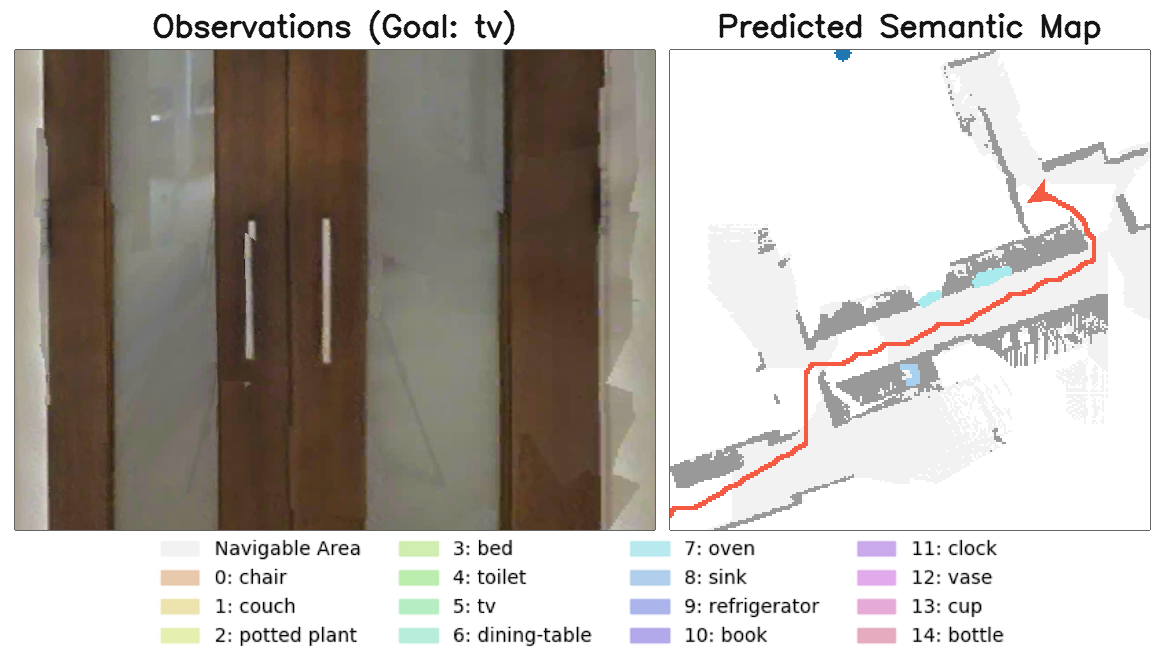 Observations (Goal: tv)
Predicted Semantic Map
Navigable Area
0: chair
1: couch
2: potted plant
3: bed
4: toilet
5: tv
6: dining-table
7: oven
8: sink
9: refrigerator
10: book
11: clock
12: vase
13: cup
14: bottle